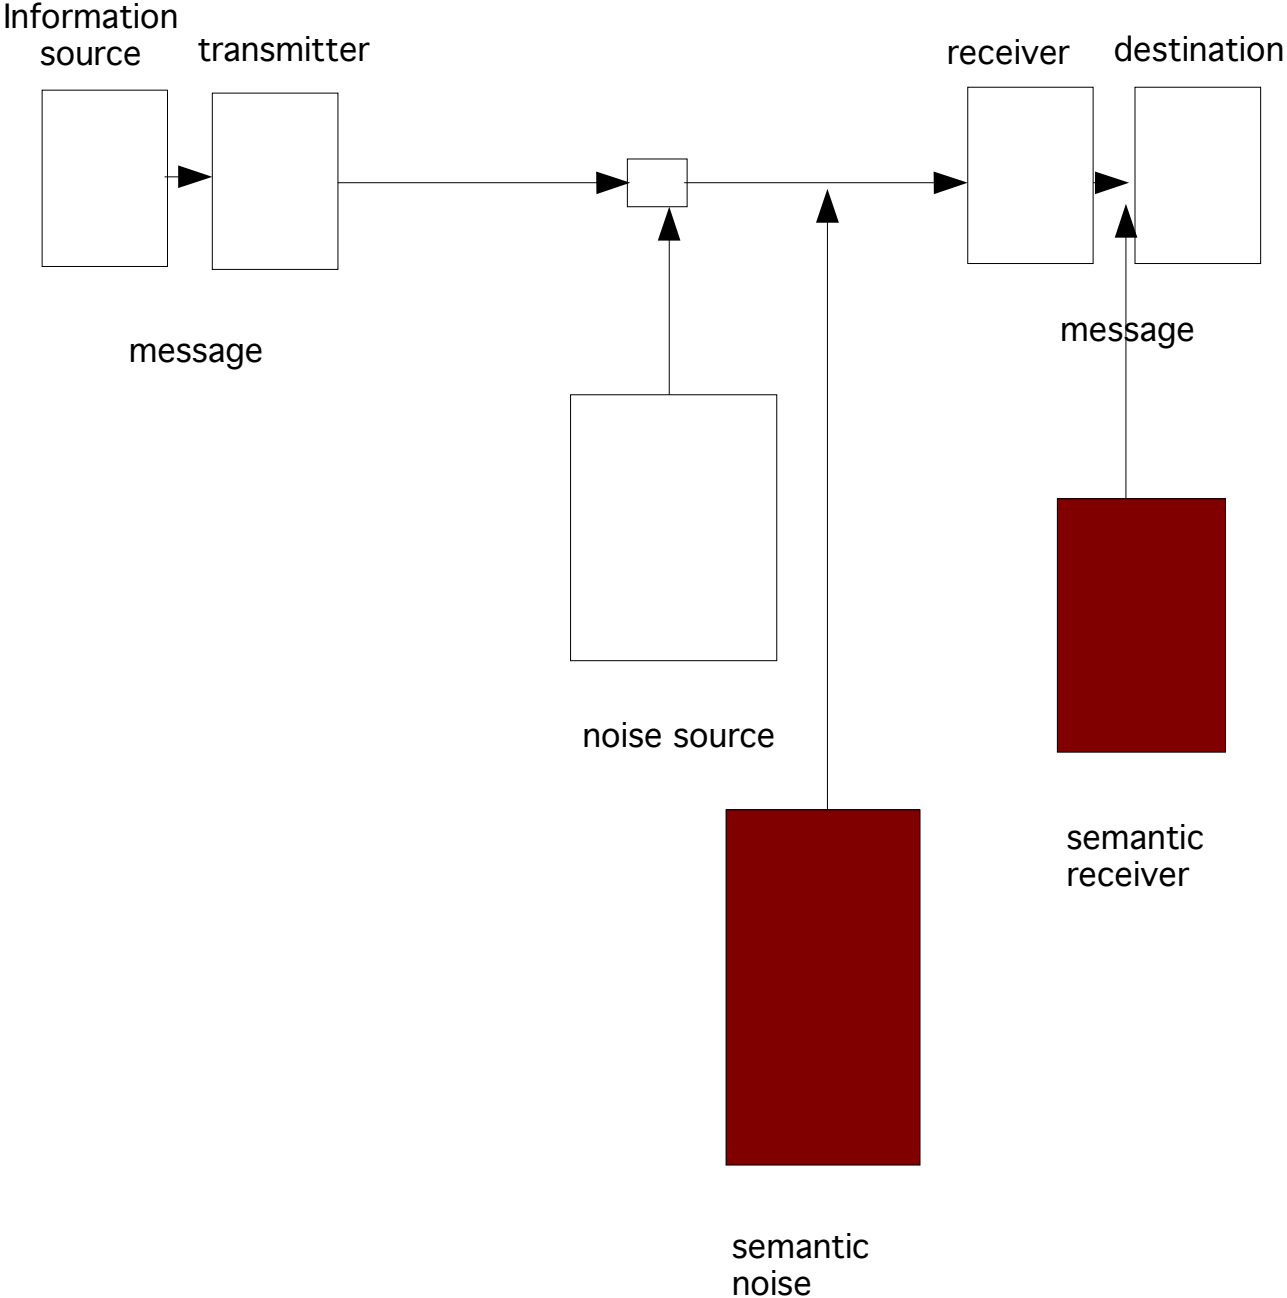 Information
source
transmitter
receiver
destination
message
message
noise source
semantic
receiver
semantic
noise